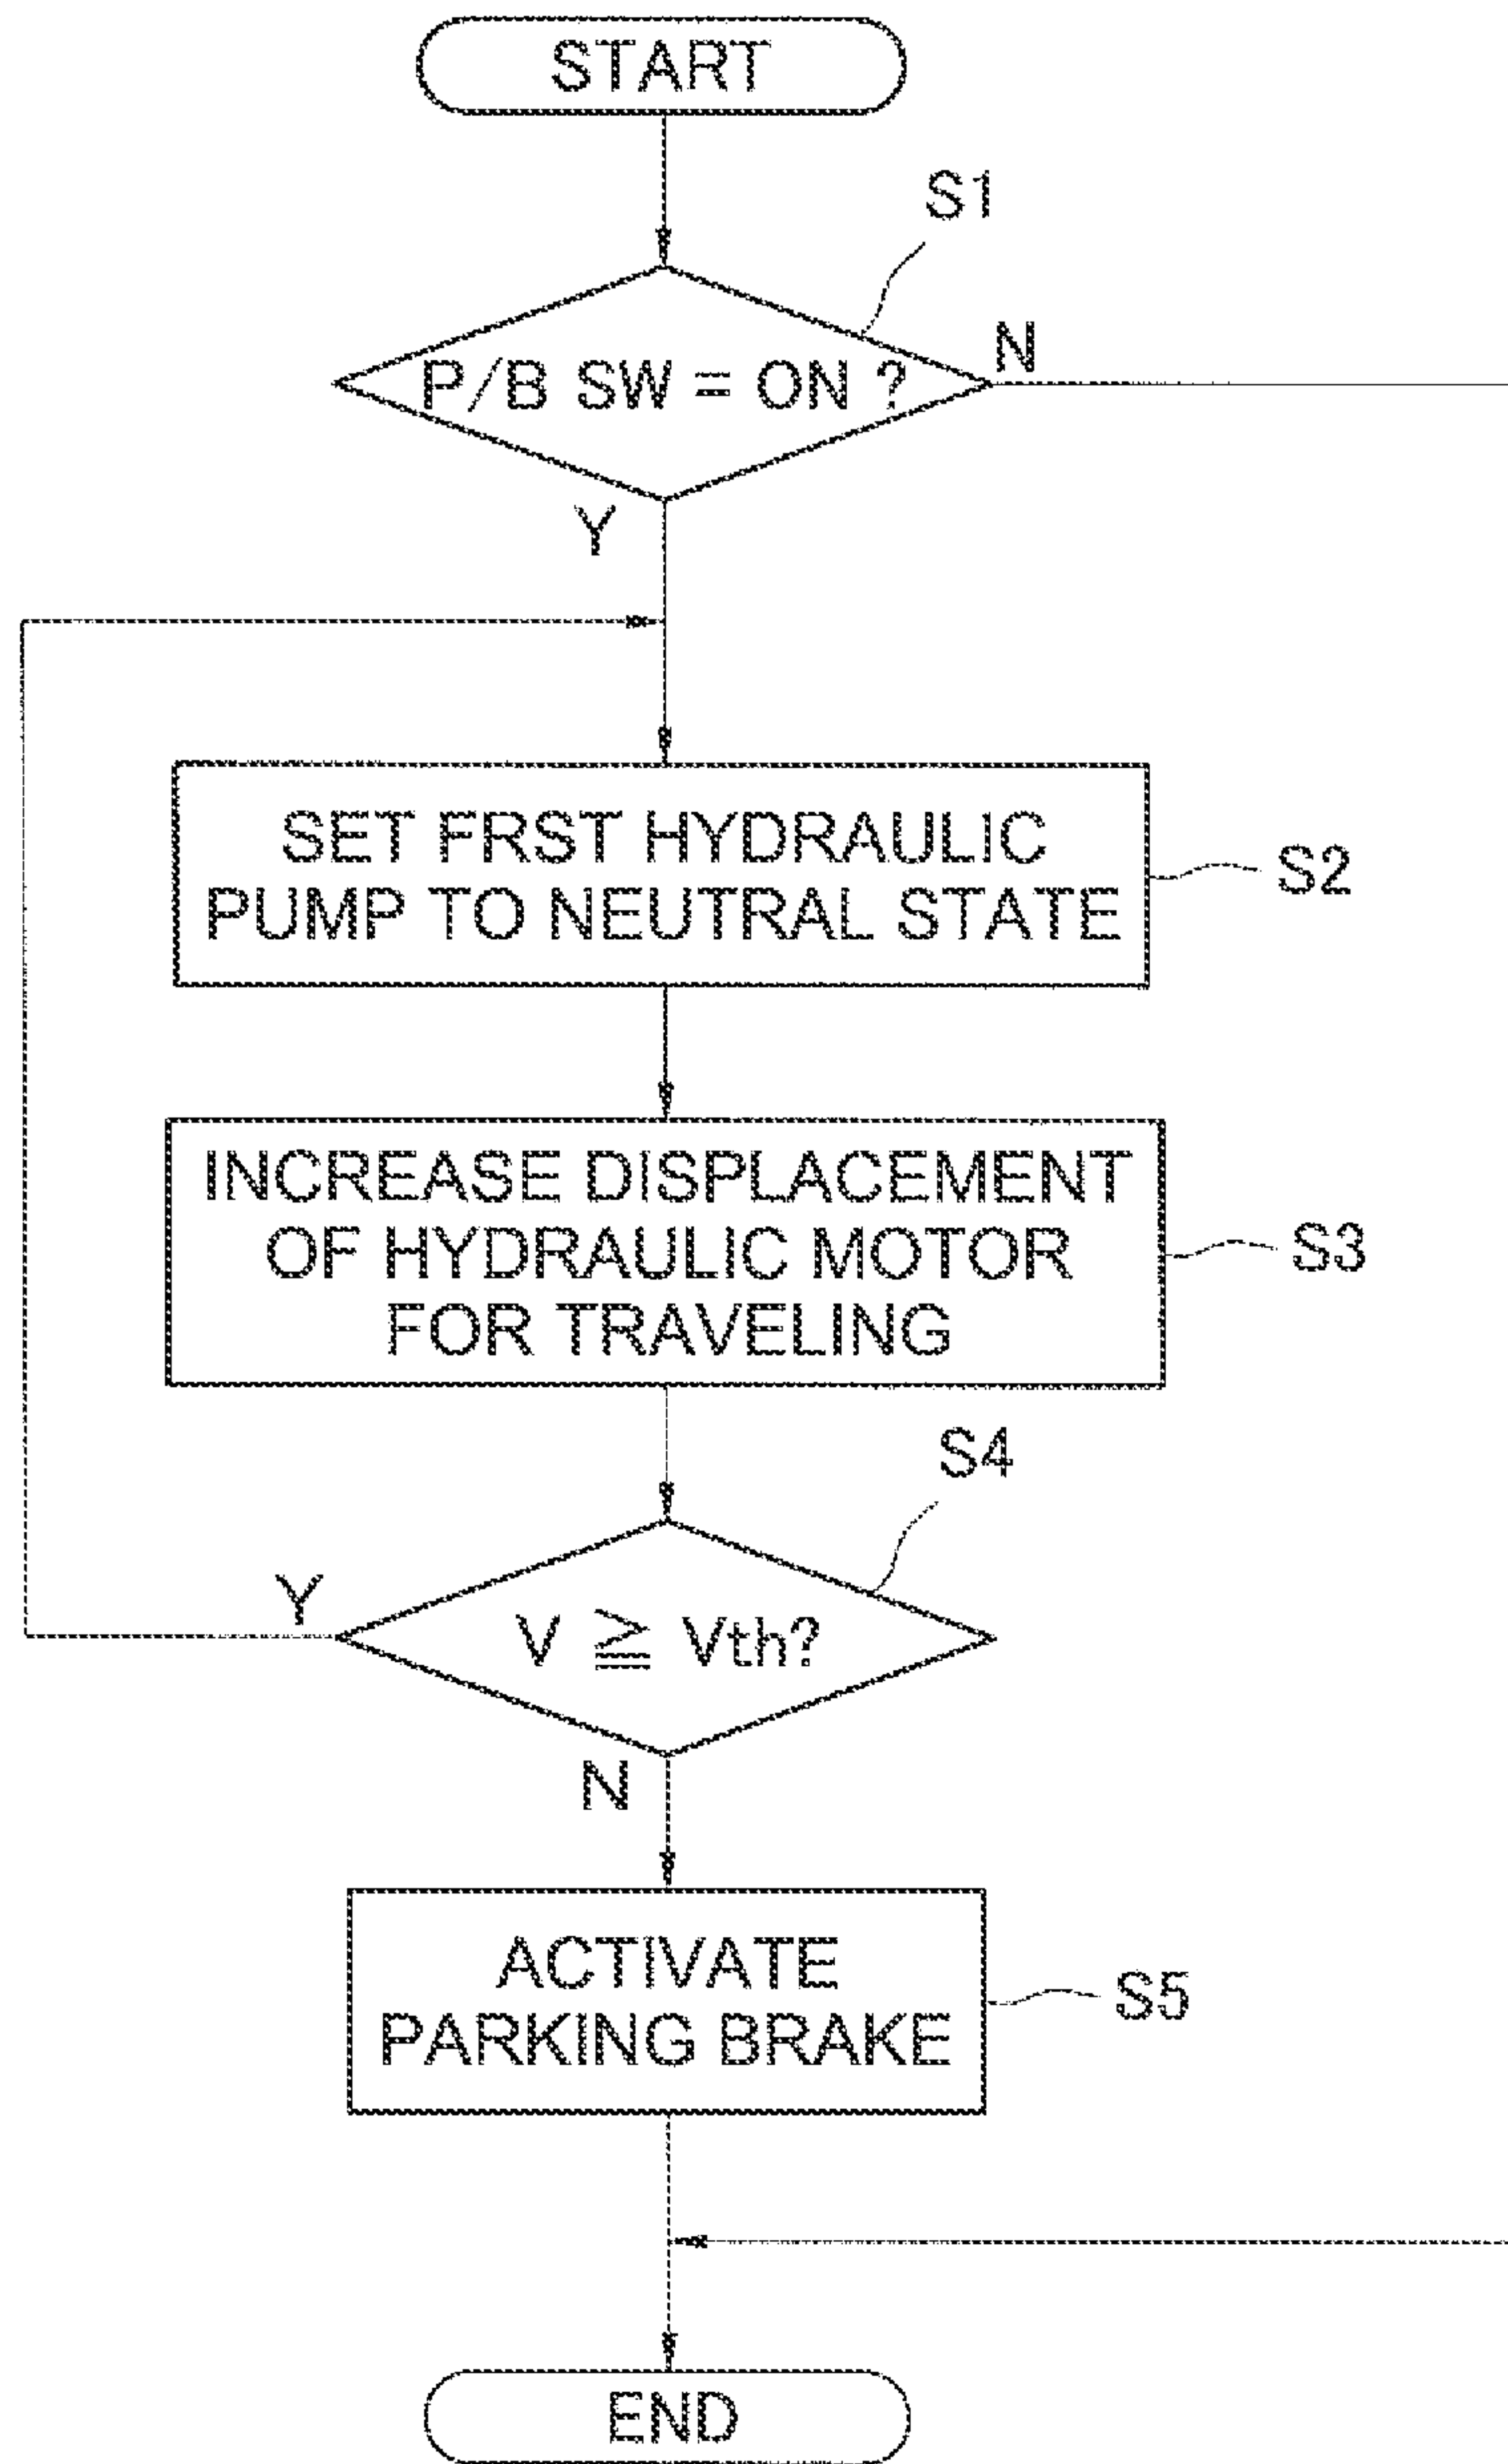 START
S1
P/B SW = ON ?
N
Y
SET FRST HYDRAULIC
PUMP TO NEUTRAL STATE
S2
INCREASE DISPLACEMENT
OF HYDRAULIC MOTOR
FOR TRAVELING
S3
S4
Y
V ≧ Vth?
N
ACTIVATE
PARKING BRAKE
S5
END